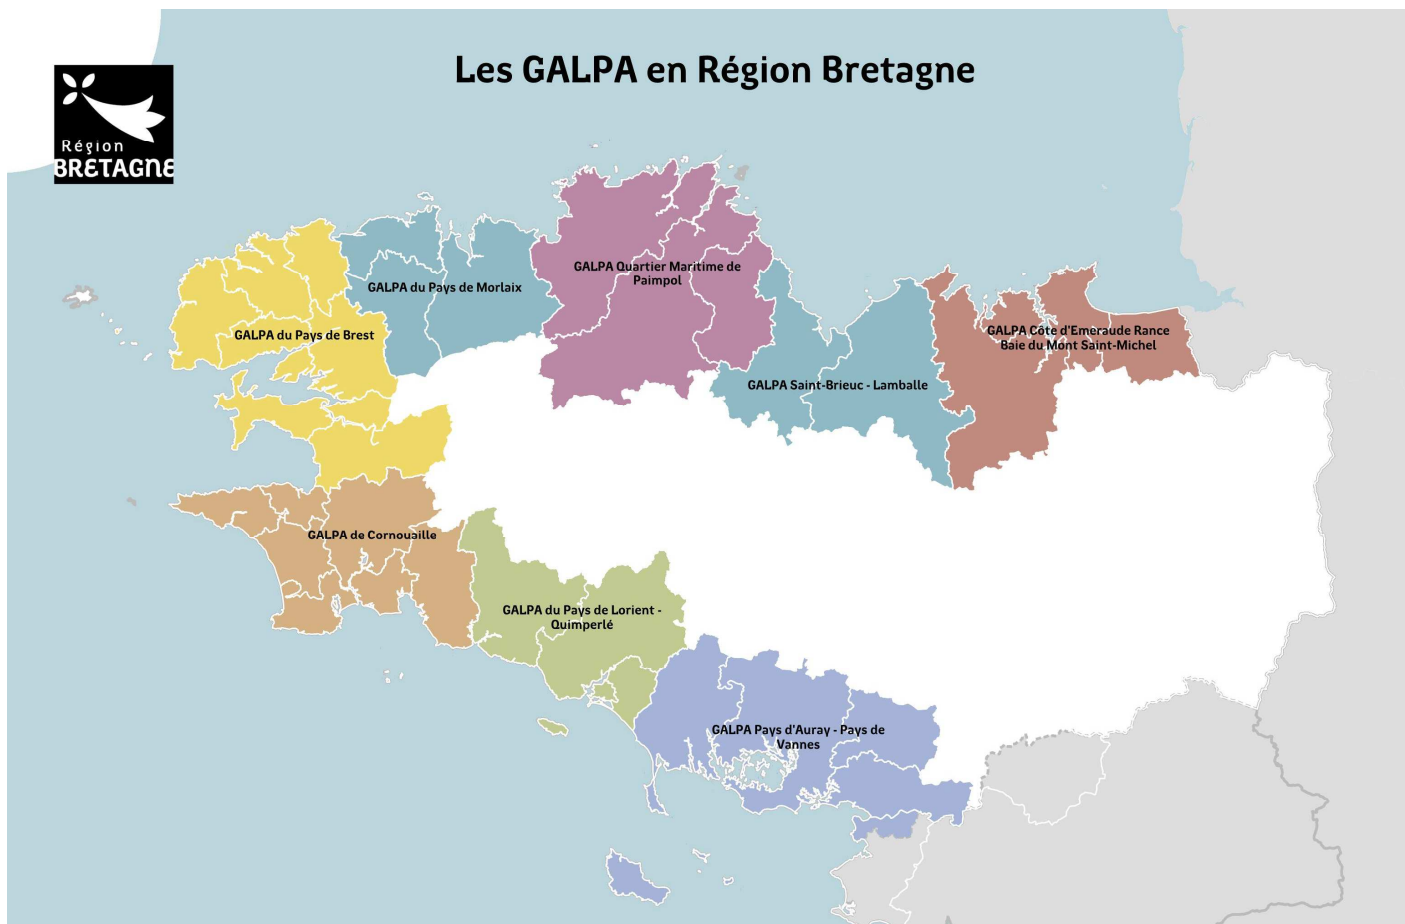 Les GALPA en Région Bretagne
Région
BRETAGNE
GALPA Quartier Maritime de
Paimpol
GALPA du Pays de Morlaix
GALPA du Pays de Brest
GALPA Côte d'Emeraude Rance
Baie du Mont Saint-Michel
GALPA Saint-Brieuc - Lamballe
GALPA de Cornouaille
GALPA du Pays de Lorient -
Quimperlé
GALPA Pays d'Auray - Pays de
Vannes